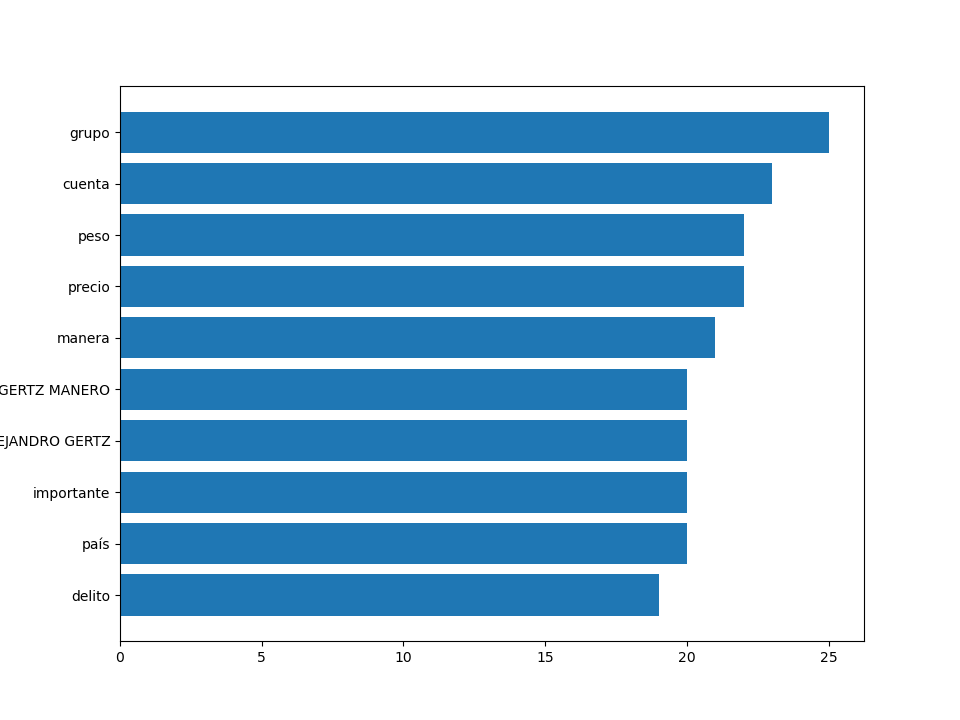 grupo
cuenta
peso
precio
manera
GERTZ MANERO
EJANDRO GERTZ
importante
país
delito
0 5 10 15 20 25